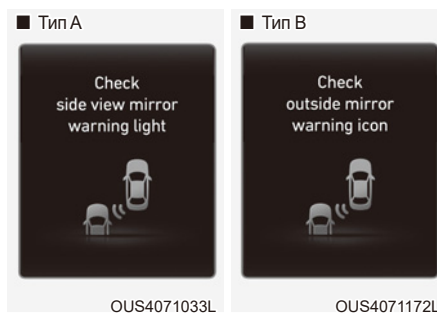 ■ Тип A
Check
side view mirror
warning light
OUS4071033L
■ Тип B
Check
outside mirror
warning icon
OUS4071172L